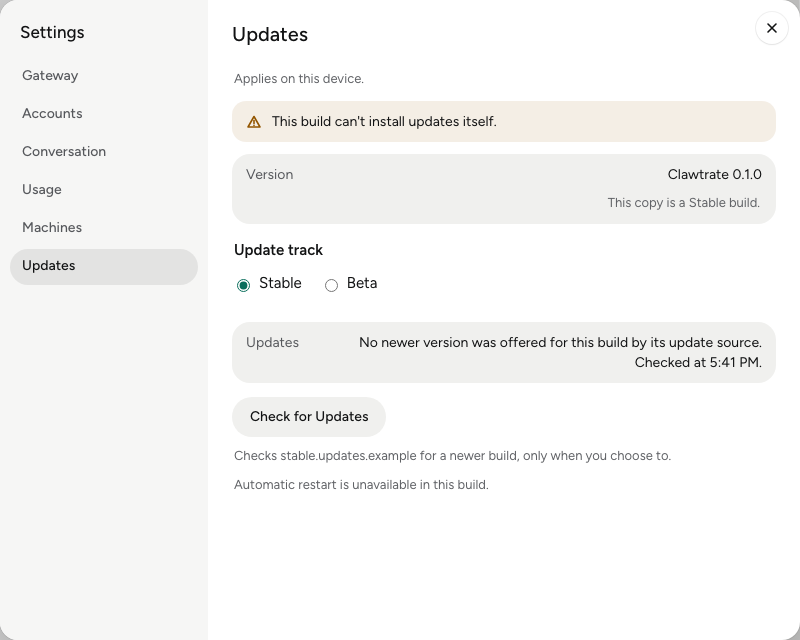 Settings
Gateway
Accounts
Conversation
Usage
Machines
Updates
Updates
Applies on this device.
This build can't install updates itself.
Version
Clawtrate 0.1.0
This copy is a Stable build.
Update track
Stable
Beta
Updates
No newer version was offered for this build by its update source.
Checked at 5:41 PM.
Check for Updates
Checks stable.updates.example for a newer build, only when you choose to.
Automatic restart is unavailable in this build.